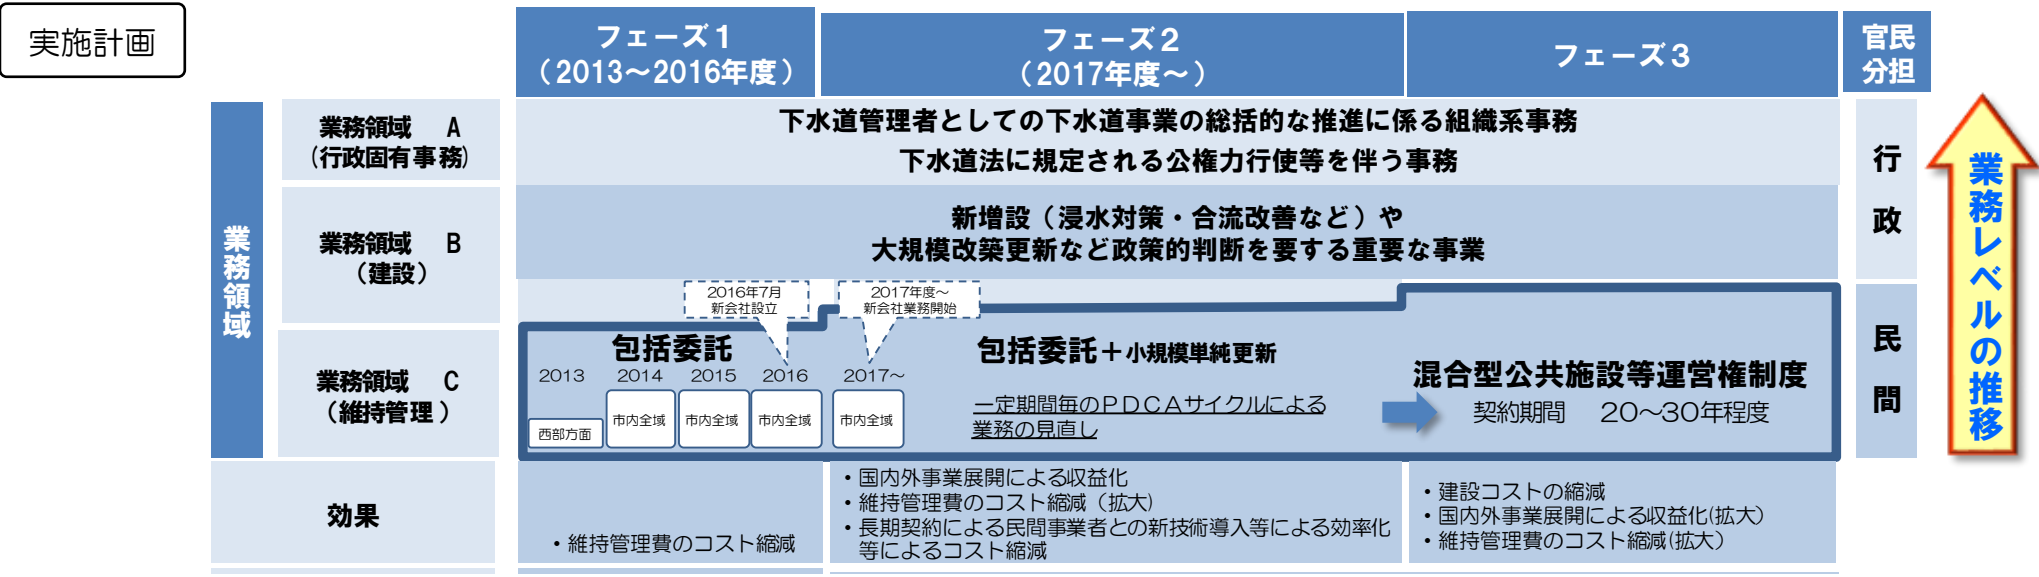 実施計画
フェーズ１
（2013～2016年度）
フェーズ２
（2017年度～）
フェーズ３
官民
分担
業務領域
業務領域　A
(行政固有事務)
下水道管理者としての下水道事業の総括的な推進に係る組織系事務
下水道法に規定される公権力行使等を伴う事務
行政
業務レベルの推移
業務領域　B
（建設）
新増設（浸水対策・合流改善など）や
大規模改築更新など政策的判断を要する重要な事業
2016年7月
新会社設立
2017年度～
新会社業務開始
業務領域　C
（維持管理）
包括委託
2013
2014
2015
2016
2017～
西部方面
市内全域
市内全域
市内全域
市内全域
包括委託＋小規模単純更新
一定期間毎のＰＤＣＡサイクルによる
業務の見直し
混合型公共施設等運営権制度
契約期間　20～30年程度
民間
効果
・維持管理費のコスト縮減
・国内外事業展開による収益化
・維持管理費のコスト縮減（拡大）
・長期契約による民間事業者との新技術導入等による効率化
等によるコスト縮減
・建設コストの縮減
・国内外事業展開による収益化(拡大）
・維持管理費のコスト縮減(拡大）